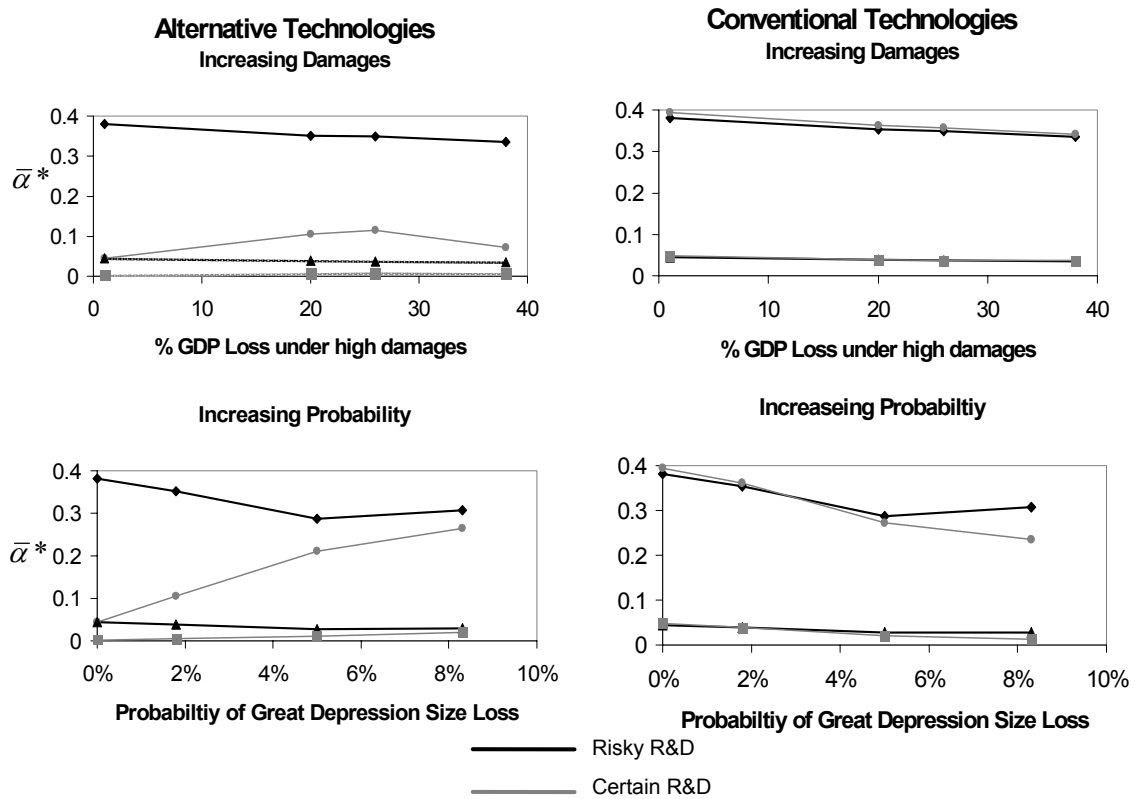 Alternative Technologies
Increasing Damages
0.4
0.3
ᾱ*
0.2
0.1
0
0 10 20 30 40
% GDP Loss under high damages
Conventional Technologies
Increasing Damages
0.4
0.3
0.2
0.1
0
0 10 20 30 40
% GDP Loss under high damages
Increasing Probability
0.4
0.3
ᾱ*
0.2
0.1
0
0% 2% 4% 6% 8% 10%
Probabiltiy of Great Depression Size Loss
Increaseing Probabiltiy
0.4
0.3
0.2
0.1
0
0% 2% 4% 6% 8% 10%
Probabiltiy of Great Depression Size Loss
Risky R&D
Certain R&D